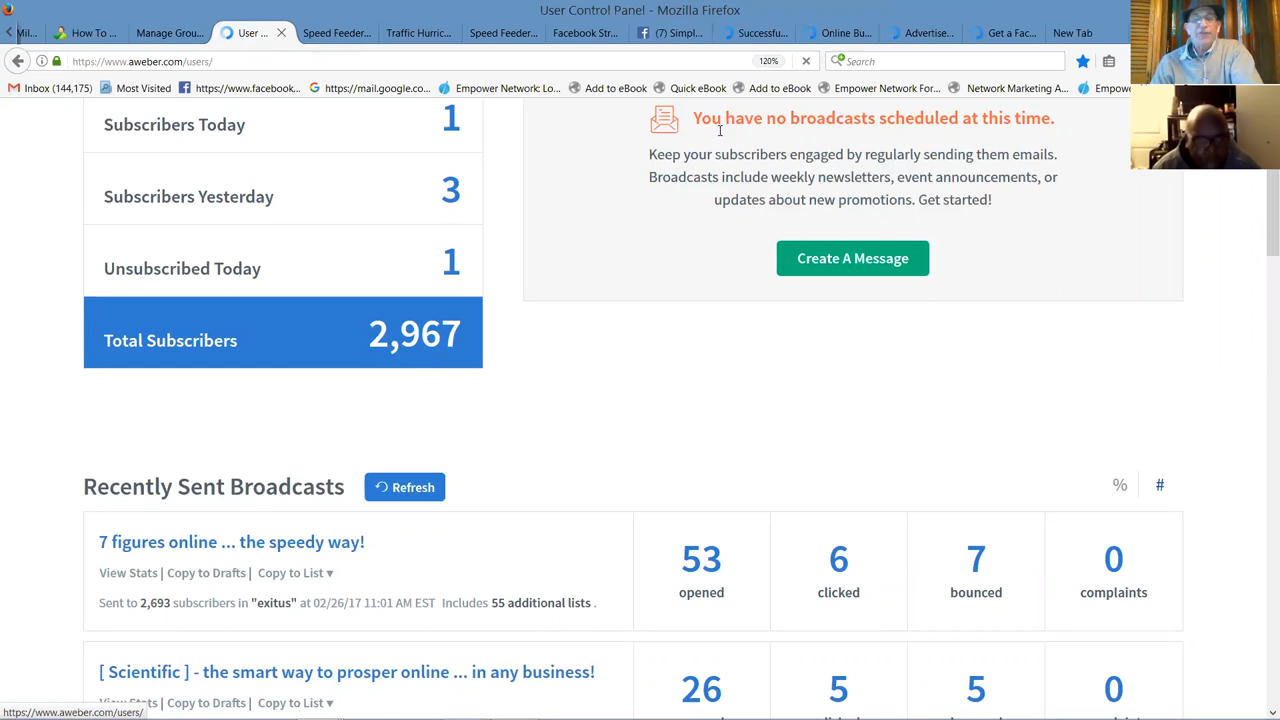 User Control Panel - Mozilla Firefox
Mil...
How To ...
Manage Grou...
User ...
Speed Feeder...
Traffic Hurric...
Speed Feeder...
Facebook Str...
(7) Simpl...
Successfu...
Online Bu...
Advertise...
Get a Fac...
New Tab
https://www.aweber.com/users/
120%
Search
Inbox (144,175)
Most Visited
https://www.facebook...
https://mail.google.co...
Empower Network: Lo...
Add to eBook
Quick eBook
Add to eBook
Empower Network For...
Network Marketing A...
Empowe
Subscribers Today 1
Subscribers Yesterday 3
Unsubscribed Today 1
Total Subscribers 2,967
You have no broadcasts scheduled at this time.
Keep your subscribers engaged by regularly sending them emails.
Broadcasts include weekly newsletters, event announcements, or
updates about new promotions. Get started!
Create A Message
Recently Sent Broadcasts
Refresh
% #
7 figures online ... the speedy way!
View Stats | Copy to Drafts | Copy to List ▾
Sent to 2,693 subscribers in "exitus" at 02/26/17 11:01 AM EST Includes 55 additional lists .
53 6 7 0
opened clicked bounced complaints
[ Scientific ] - the smart way to prosper online ... in any business!
View Stats | Copy to Drafts | Copy to List ▾
26 5 5 0
https://www.aweber.com/users/